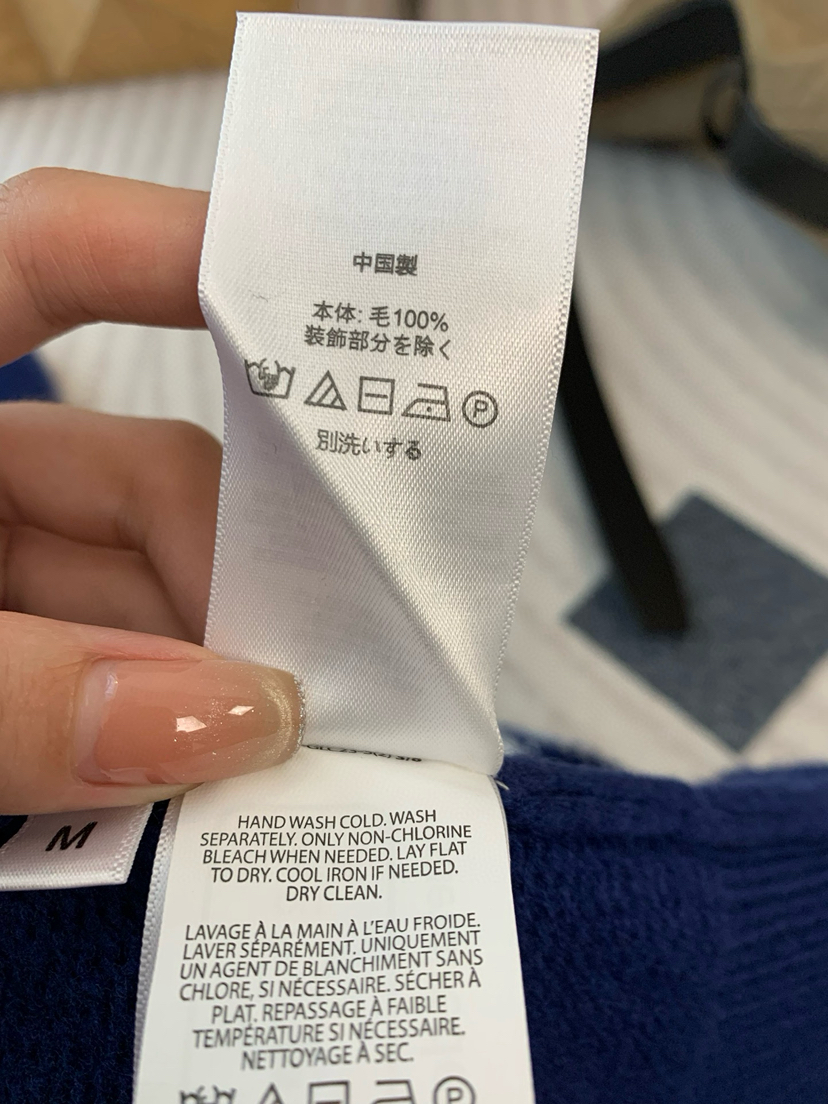 中国製
本体: 毛100%
装飾部分を除く
P
別洗いする
M
HAND WASH COLD. WASH
SEPARATELY. ONLY NON-CHLORINE
BLEACH WHEN NEEDED. LAY FLAT
TO DRY. COOL IRON IF NEEDED.
DRY CLEAN.
LAVAGE À LA MAIN À L'EAU FROIDE.
LAVER SÉPARÉMENT. UNIQUEMENT
UN AGENT DE BLANCHIMENT SANS
CHLORE, SI NÉCESSAIRE. SÉCHER À
PLAT. REPASSAGE À FAIBLE
TEMPÉRATURE SI NÉCESSAIRE.
NETTOYAGE À SEC.
P